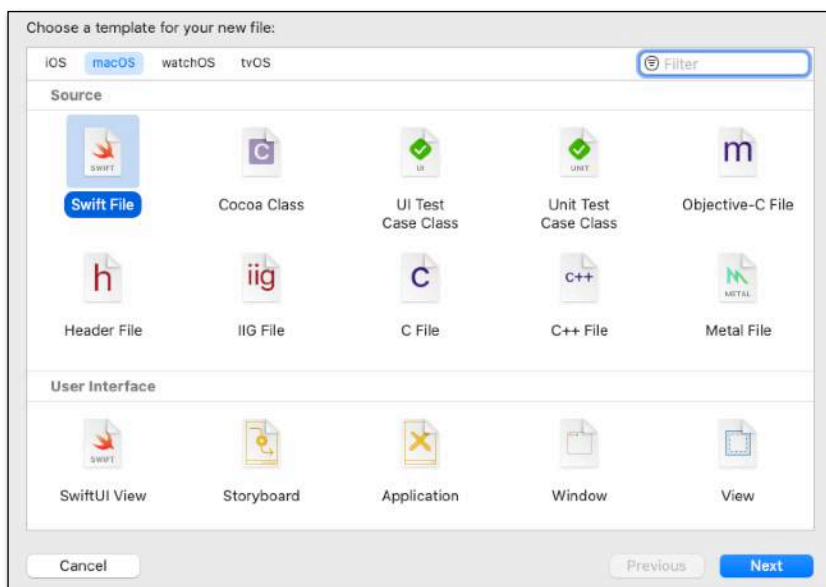 Choose a template for your new file:
iOS macOS watchOS tvOS Filter
Source
SWIFT C UI UNIT m
Swift File Cocoa Class UI Test Case Class Unit Test Case Class Objective-C File
h iig C C++ METAL
Header File IIG File C File C++ File Metal File
User Interface
SWIFT
SwiftUI View Storyboard Application Window View
Cancel Previous Next